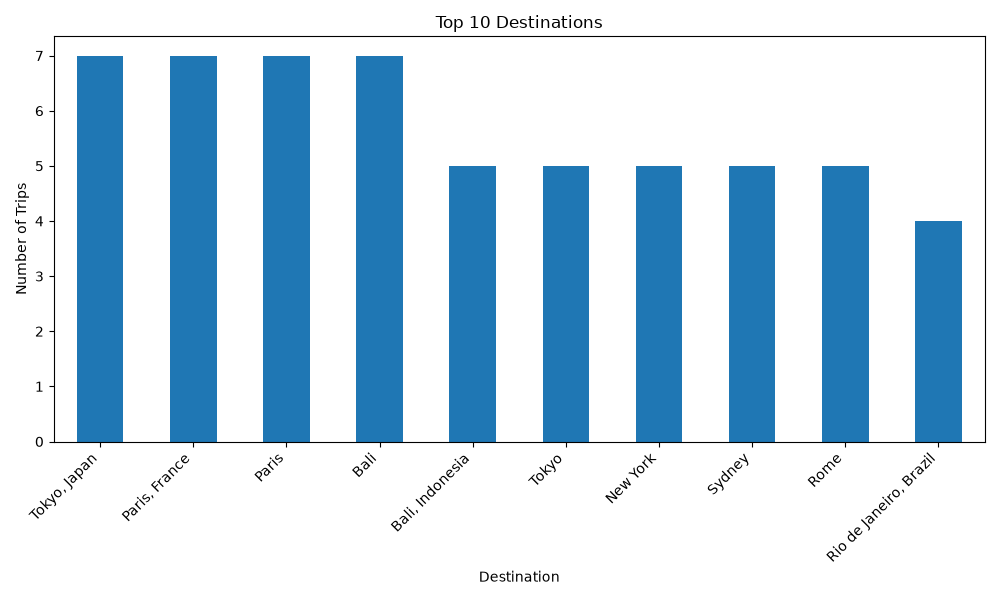 Top 10 Destinations
Number of Trips
7
6
5
4
3
2
1
0
Tokyo, Japan
Paris, France
Paris
Bali
Bali, Indonesia
Tokyo
New York
Sydney
Rome
Rio de Janeiro, Brazil
Destination